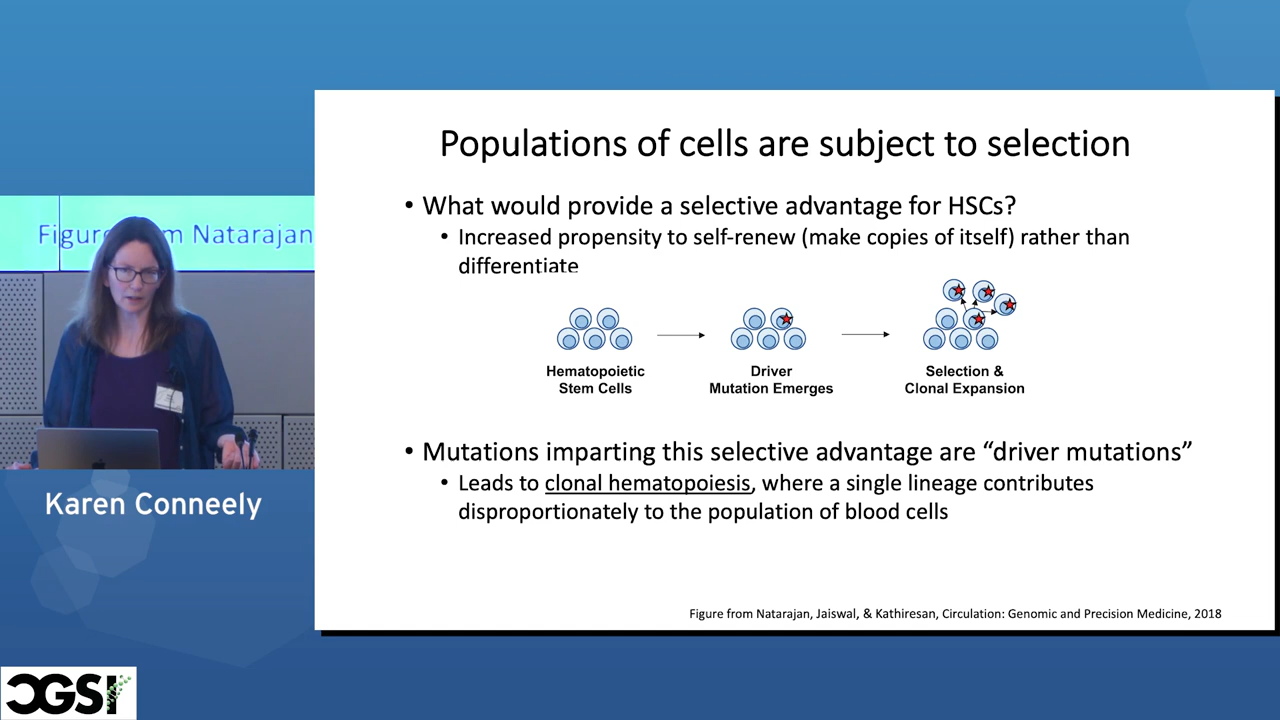 Populations of cells are subject to selection
• What would provide a selective advantage for HSCs?
• Increased propensity to self-renew (make copies of itself) rather than
differentiate
Hematopoietic
Stem Cells
Driver
Mutation Emerges
Selection &
Clonal Expansion
• Mutations imparting this selective advantage are “driver mutations”
• Leads to clonal hematopoiesis, where a single lineage contributes
disproportionately to the population of blood cells
Figure from Natarajan, Jaiswal, & Kathiresan, Circulation: Genomic and Precision Medicine, 2018
Figure from Natarajan
Karen Conneely
CGSI